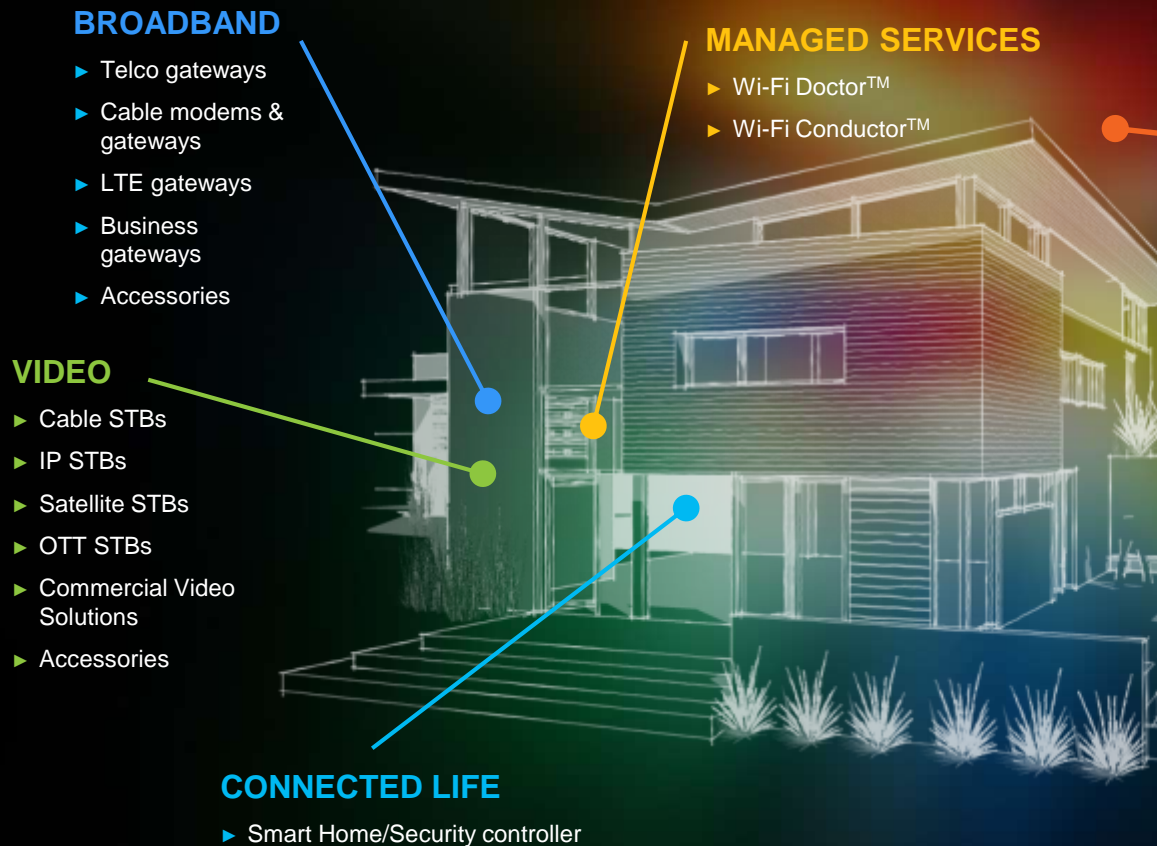 BROADBAND
► Telco gateways
► Cable modems &
gateways
► LTE gateways
► Business
gateways
► Accessories
MANAGED SERVICES
► Wi-Fi Doctor™
► Wi-Fi Conductor™
VIDEO
► Cable STBs
► IP STBs
► Satellite STBs
► OTT STBs
► Commercial Video
Solutions
► Accessories
CONNECTED LIFE
► Smart Home/Security controller